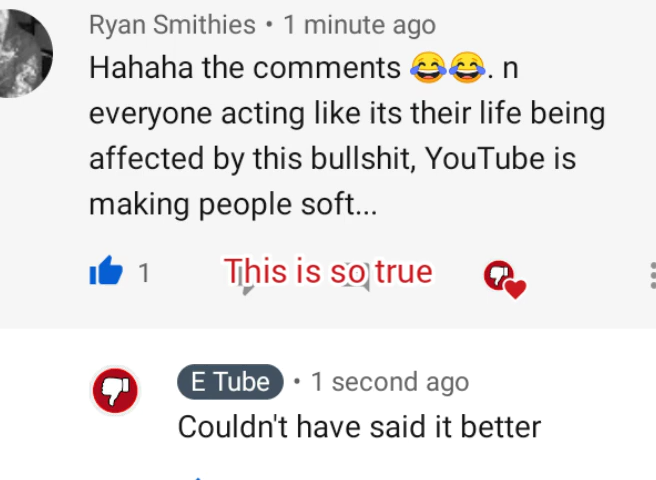 Ryan Smithies • 1 minute ago
Hahaha the comments 😂😂. n
everyone acting like its their life being
affected by this bullshit, YouTube is
making people soft...
1 This is so true
E Tube • 1 second ago
Couldn't have said it better